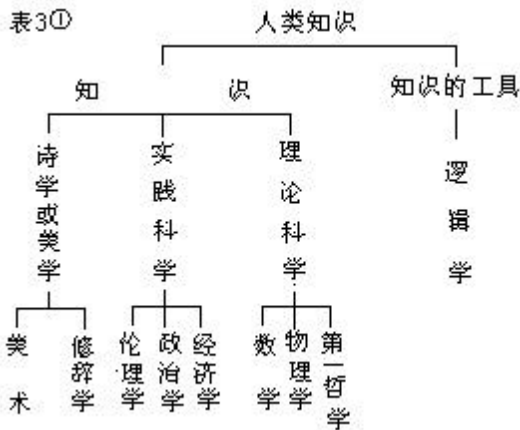 表3①
人类知识
知识
知识的工具
诗学或美学
实践科学
理论科学
逻辑学
美术
修辞学
伦理学
政治学
经济学
数学
物理学
第一哲学